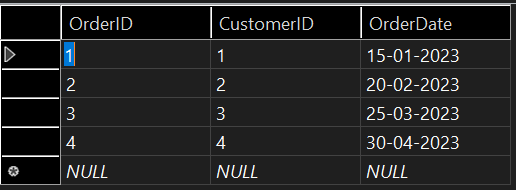 OrderID CustomerID OrderDate
1 1 15-01-2023
2 2 20-02-2023
3 3 25-03-2023
4 4 30-04-2023
NULL NULL NULL